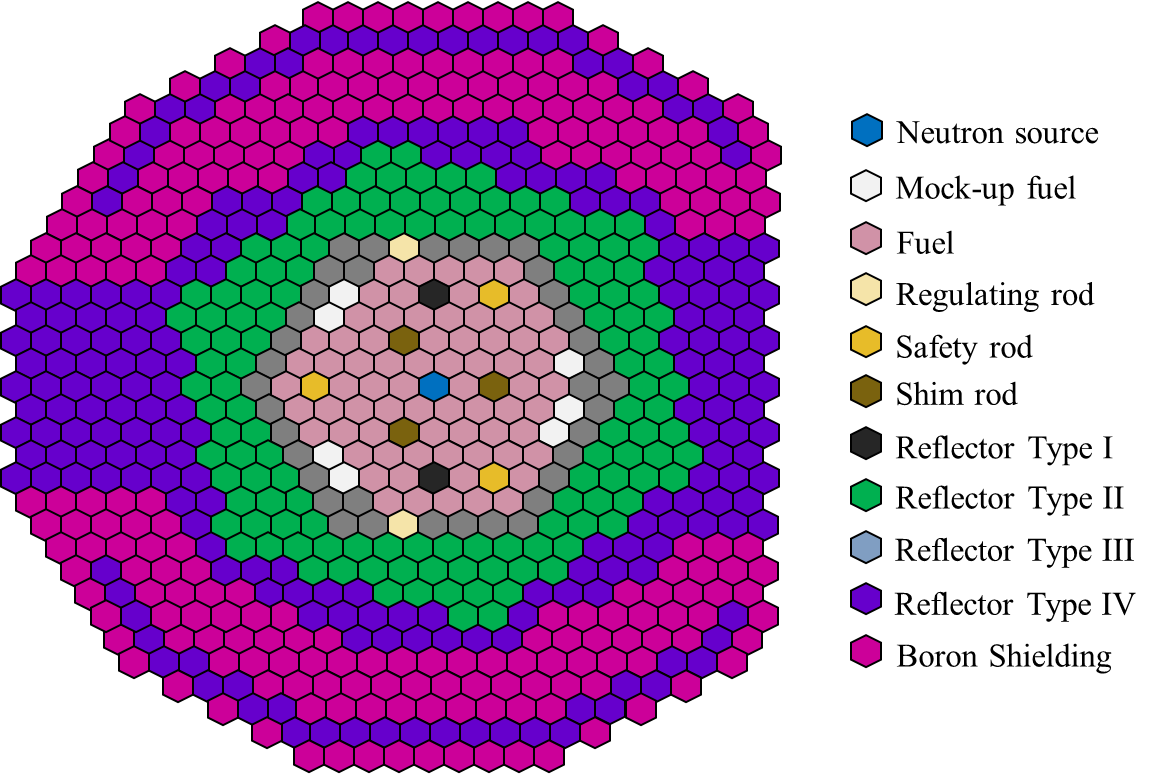 Neutron source
Mock-up fuel
Fuel
Regulating rod
Safety rod
Shim rod
Reflector Type I
Reflector Type II
Reflector Type III
Reflector Type IV
Boron Shielding